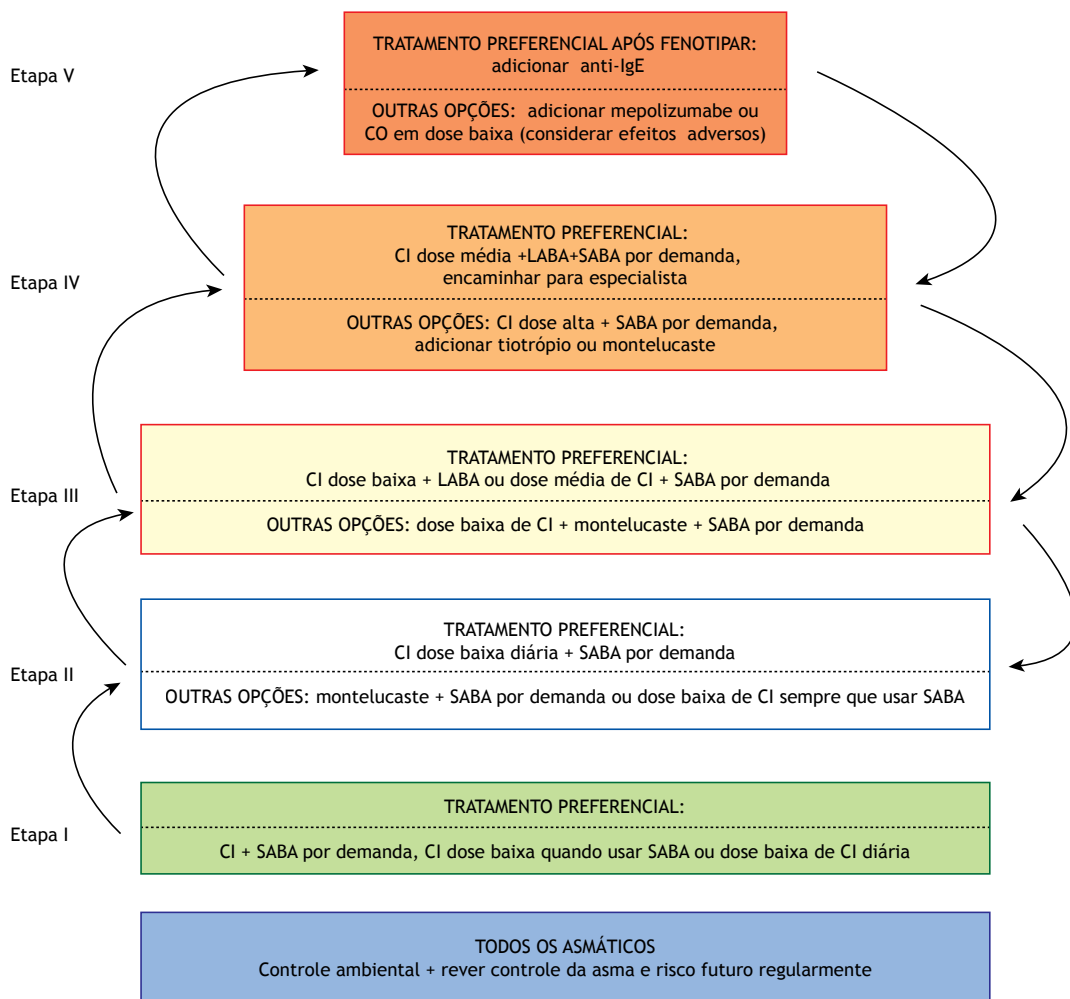 Etapa V
TRATAMENTO PREFERENCIAL APÓS FENOTIPAR:
adicionar anti-IgE
OUTRAS OPÇÕES: adicionar mepolizumabe ou
CO em dose baixa (considerar efeitos adversos)
Etapa IV
TRATAMENTO PREFERENCIAL:
CI dose média +LABA+SABA por demanda,
encaminhar para especialista
OUTRAS OPÇÕES: CI dose alta + SABA por demanda,
adicionar tiotrópio ou montelucaste
Etapa III
TRATAMENTO PREFERENCIAL:
CI dose baixa + LABA ou dose média de CI + SABA por demanda
OUTRAS OPÇÕES: dose baixa de CI + montelucaste + SABA por demanda
Etapa II
TRATAMENTO PREFERENCIAL:
CI dose baixa diária + SABA por demanda
OUTRAS OPÇÕES: montelucaste + SABA por demanda ou dose baixa de CI sempre que usar SABA
Etapa I
TRATAMENTO PREFERENCIAL:
CI + SABA por demanda, CI dose baixa quando usar SABA ou dose baixa de CI diária
TODOS OS ASMÁTICOS
Controle ambiental + rever controle da asma e risco futuro regularmente